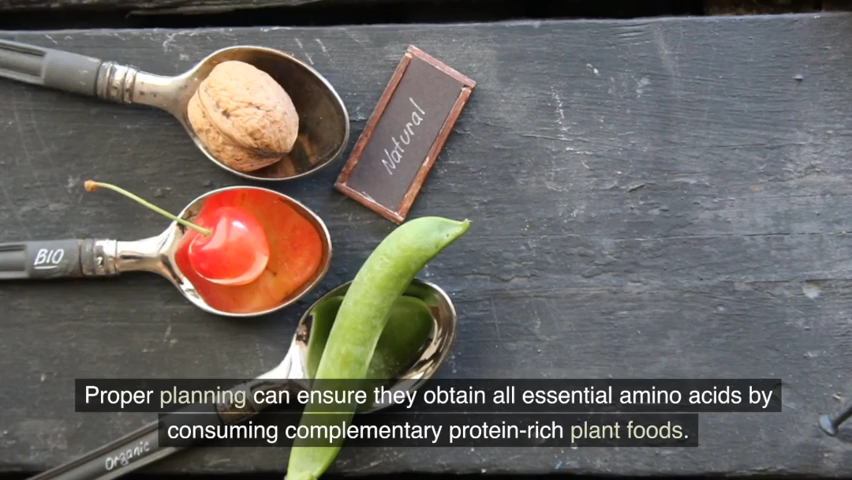 Natural
BIO
Proper planning can ensure they obtain all essential amino acids by
consuming complementary protein-rich plant foods.
Organic